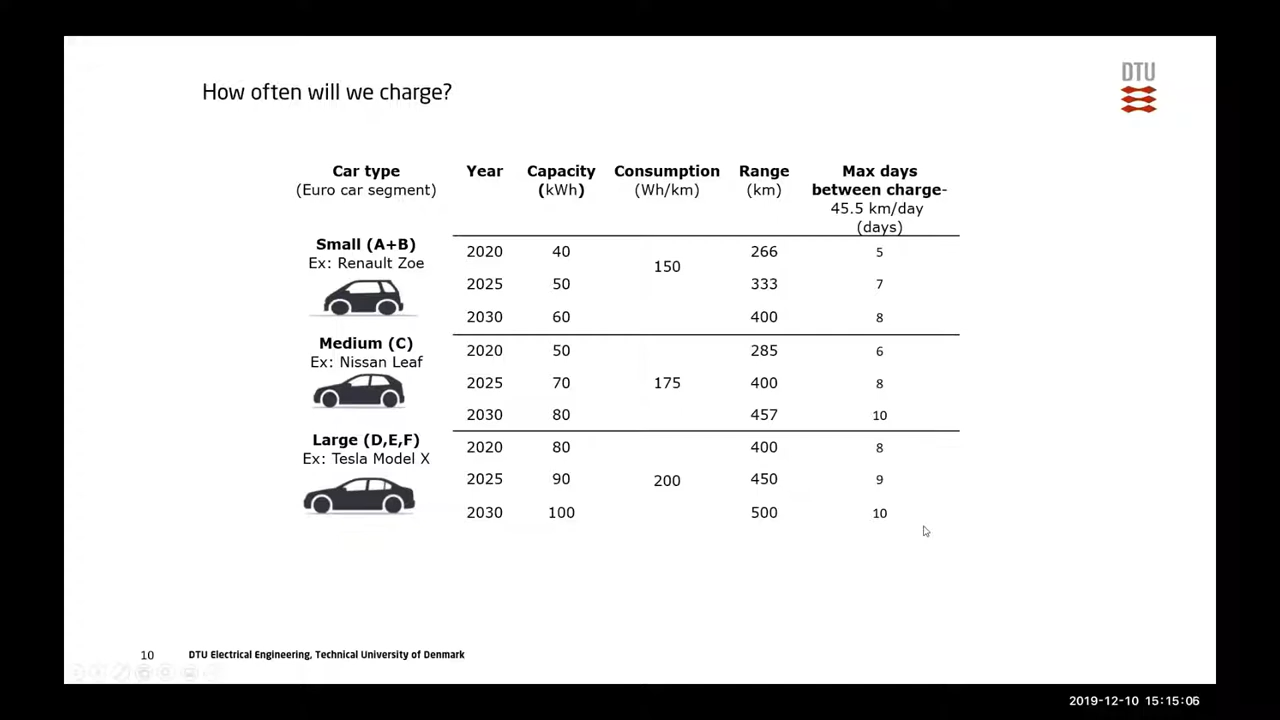 How often will we charge?
DTU
Car type
(Euro car segment)
Year
Capacity
(kWh)
Consumption
(Wh/km)
Range
(km)
Max days
between charge-
45.5 km/day
(days)
Small (A+B)
Ex: Renault Zoe
2020 40 150 266 5
2025 50 333 7
2030 60 400 8
Medium (C)
Ex: Nissan Leaf
2020 50 285 6
2025 70 175 400 8
2030 80 457 10
Large (D,E,F)
Ex: Tesla Model X
2020 80 400 8
2025 90 200 450 9
2030 100 500 10
10 DTU Electrical Engineering, Technical University of Denmark
2019-12-10 15:15:06